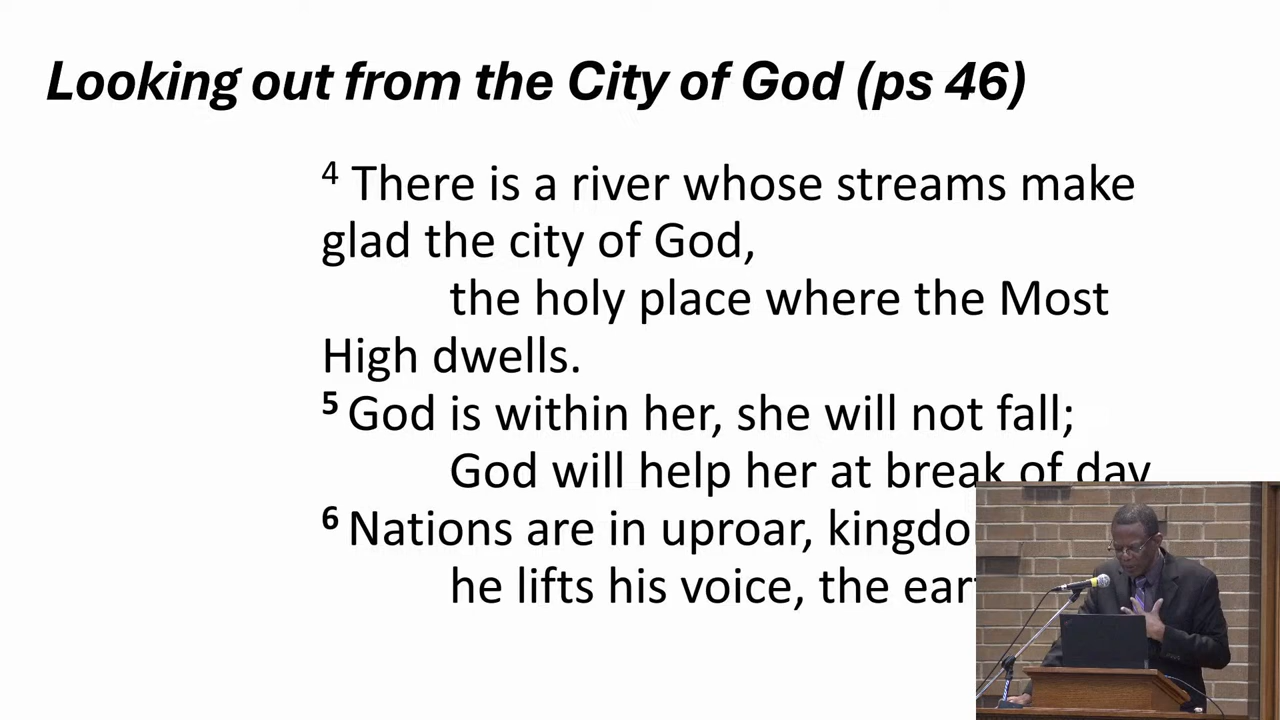 Looking out from the City of God (ps 46)
4 There is a river whose streams make
glad the city of God,
the holy place where the Most
High dwells.
5 God is within her, she will not fall;
God will help her at break of day
6 Nations are in uproar,
he lifts his voice, the